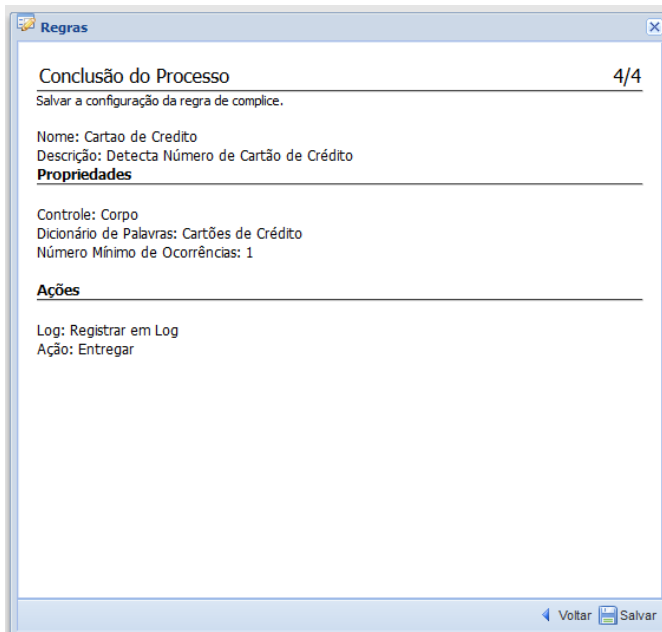 Regras
Conclusão do Processo 4/4
Salvar a configuração da regra de complice.
Nome: Cartao de Credito
Descrição: Detecta Número de Cartão de Crédito
Propriedades
Controle: Corpo
Dicionário de Palavras: Cartões de Crédito
Número Mínimo de Ocorrências: 1
Ações
Log: Registrar em Log
Ação: Entregar
Voltar Salvar